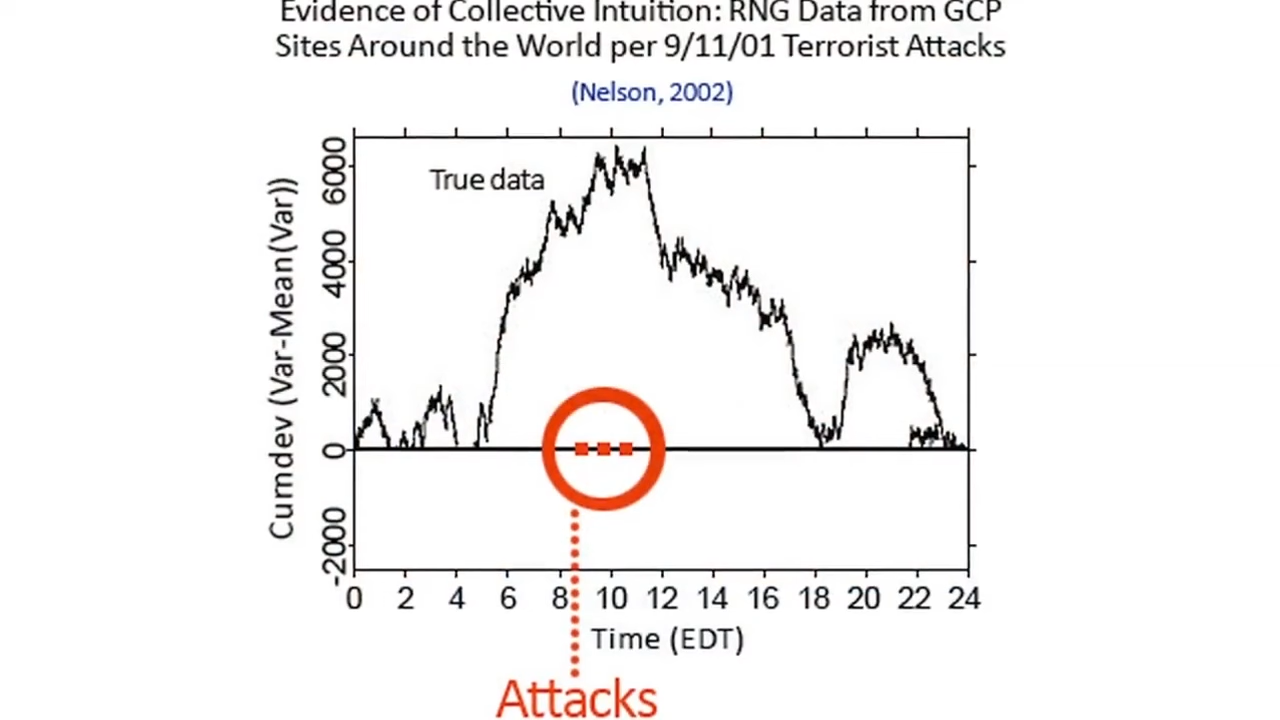 Evidence of Collective Intuition: RNG Data from GCP
Sites Around the World per 9/11/01 Terrorist Attacks
(Nelson, 2002)
True data
Cumdev (Var-Mean(Var))
6000
4000
2000
0
-2000
0 2 4 6 8 10 12 14 16 18 20 22 24
Time (EDT)
Attacks